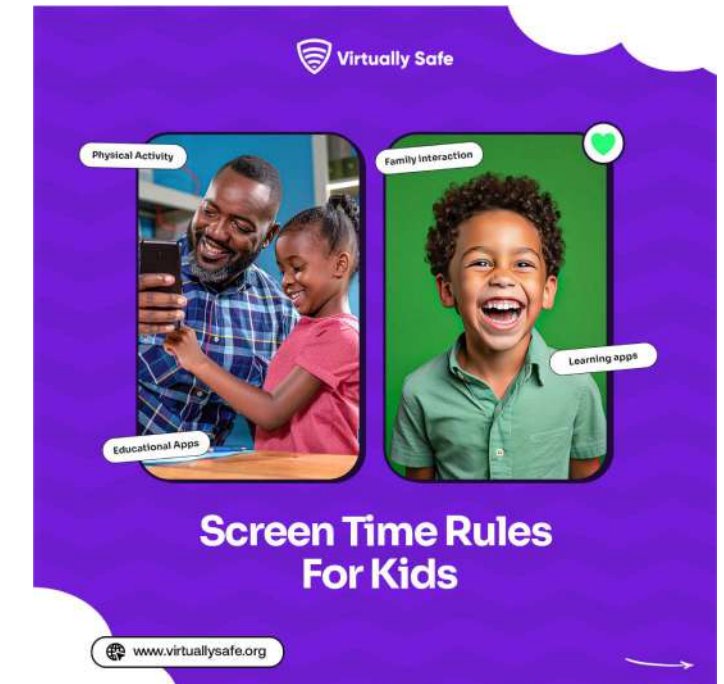 Virtually Safe
Physical Activity
Family Interaction
Learning apps
Educational Apps
Screen Time Rules
For Kids
www.virtuallysafe.org